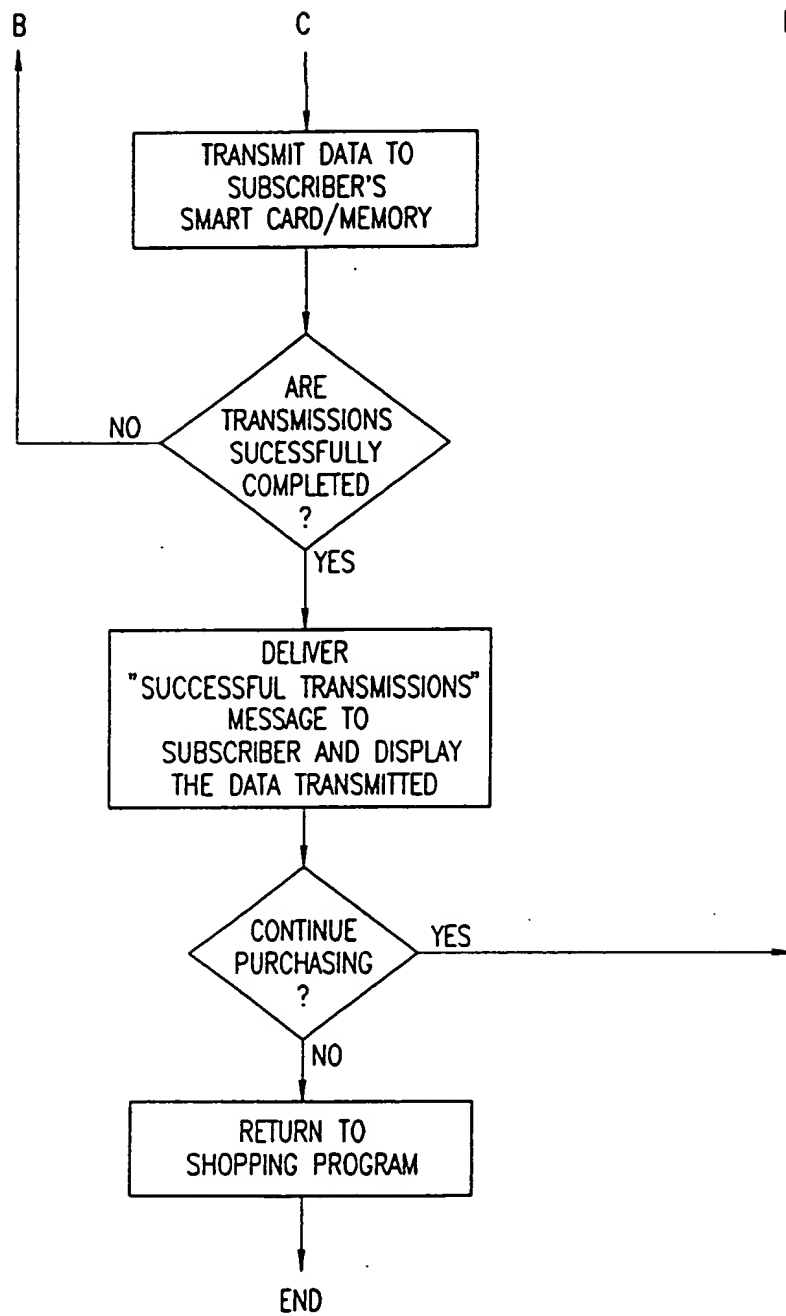 B
C
TRANSMIT DATA TO
SUBSCRIBER'S
SMART CARD/MEMORY
ARE
TRANSMISSIONS
SUCESSFULLY
COMPLETED
?
NO
YES
DELIVER
"SUCCESSFUL TRANSMISSIONS"
MESSAGE TO
SUBSCRIBER AND DISPLAY
THE DATA TRANSMITTED
CONTINUE
PURCHASING
?
YES
NO
RETURN TO
SHOPPING PROGRAM
END